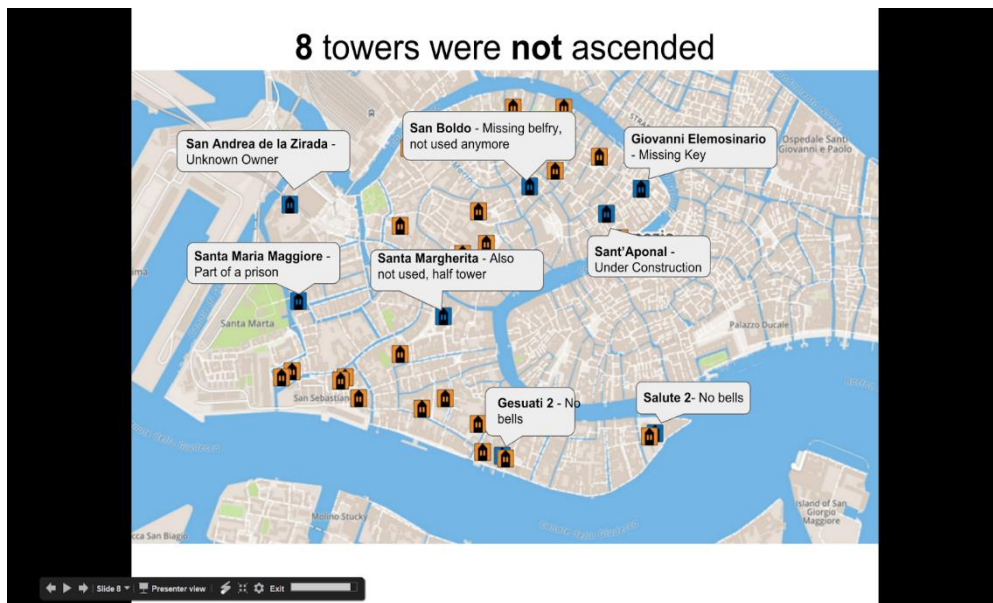 8 towers were not ascended
San Andrea de la Zirada -
Unknown Owner
San Boldo - Missing belfry,
not used anymore
Giovanni Elemosinario
- Missing Key
Ospedale Santi
Giovanni e Paolo
Santa Maria Maggiore -
Part of a prison
Santa Margherita - Also
not used, half tower
Sant'Aponal -
Under Construction
Santa Marta
Palazzo Ducale
San Sebastiano
Gesuati 2 - No
bells
Salute 2- No bells
Molino Stucky
Island of San
Giorgio
Maggiore
cca San Biagio
Slide 8
Presenter view
Exit